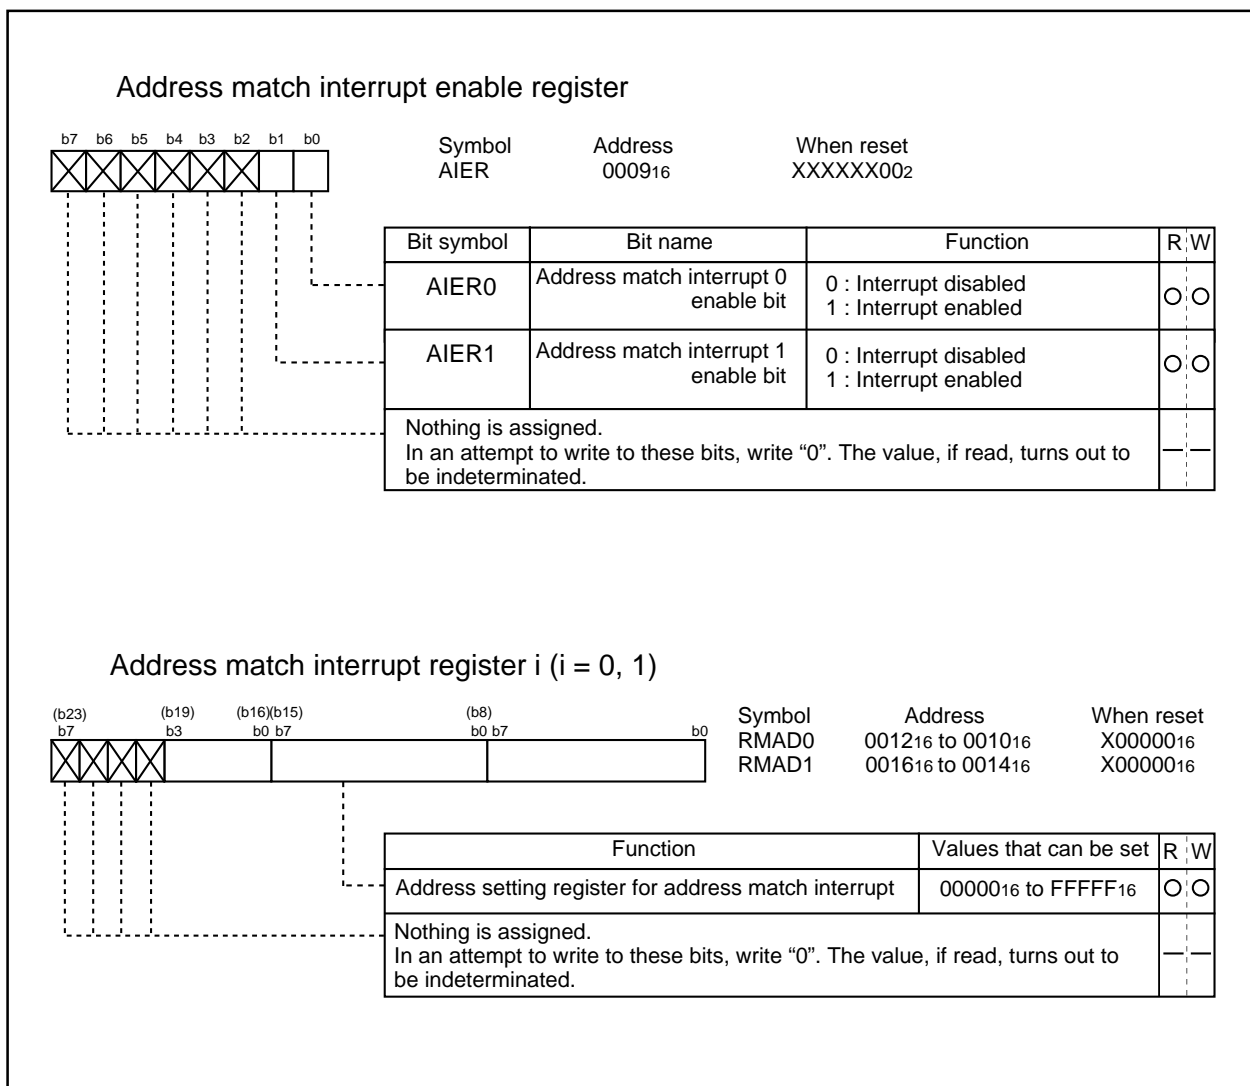 Address match interrupt enable register
b7 b6 b5 b4 b3 b2 b1 b0
Symbol Address When reset
AIER 000916 XXXXXX002
Bit symbol Bit name Function R W
AIER0 Address match interrupt 0 enable bit 0 : Interrupt disabled
1 : Interrupt enabled
AIER1 Address match interrupt 1 enable bit 0 : Interrupt disabled
1 : Interrupt enabled
Nothing is assigned.
In an attempt to write to these bits, write “0”. The value, if read, turns out to
be indeterminated.
Address match interrupt register i (i = 0, 1)
(b23) (b19) (b16)(b15) (b8)
b7 b3 b0 b7 b0 b7 b0
Symbol Address When reset
RMAD0 001216 to 001016 X0000016
RMAD1 001616 to 001416 X0000016
Function Values that can be set R W
Address setting register for address match interrupt 0000016 to FFFFF16
Nothing is assigned.
In an attempt to write to these bits, write “0”. The value, if read, turns out to
be indeterminated.